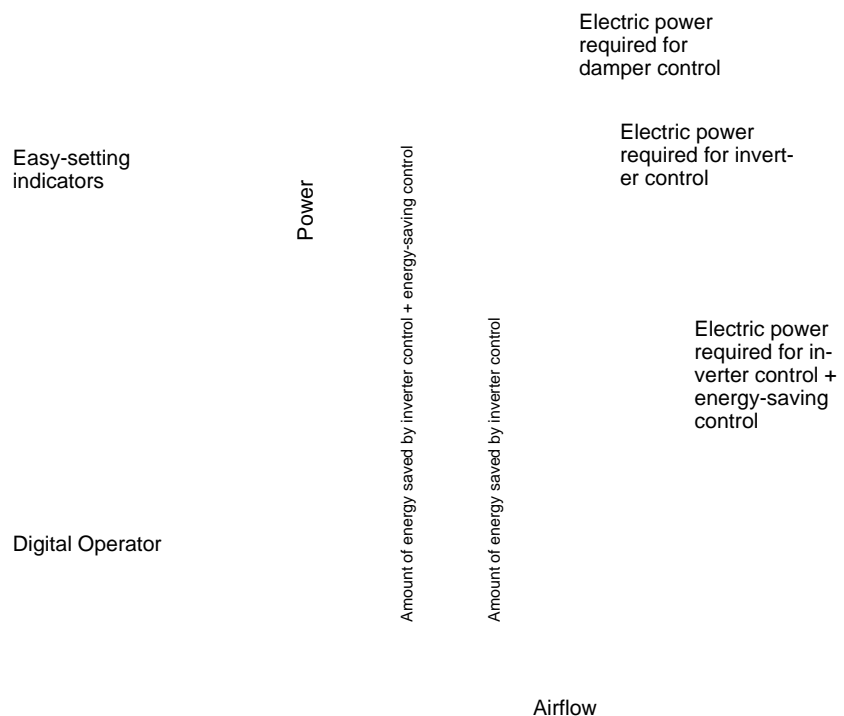 Electric power
required for
damper control
Electric power
required for invert-
er control
Easy-setting
indicators
Power
Amount of energy saved by inverter control + energy-saving control
Amount of energy saved by inverter control
Electric power
required for in-
verter control +
energy-saving
control
Digital Operator
Airflow